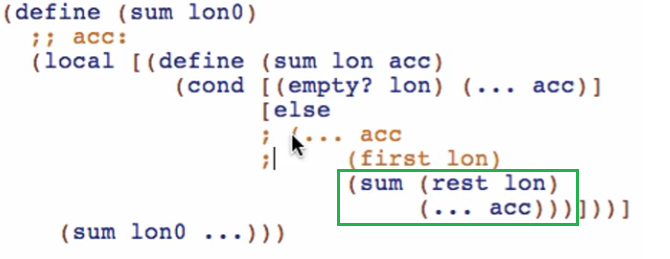 (define (sum lon0)
;; acc:
(local [(define (sum lon acc)
(cond [(empty? lon) (... acc)]
[else
; (... acc
; (first lon)
(sum (rest lon)
(... acc)))]))]
(sum lon0 ...)))